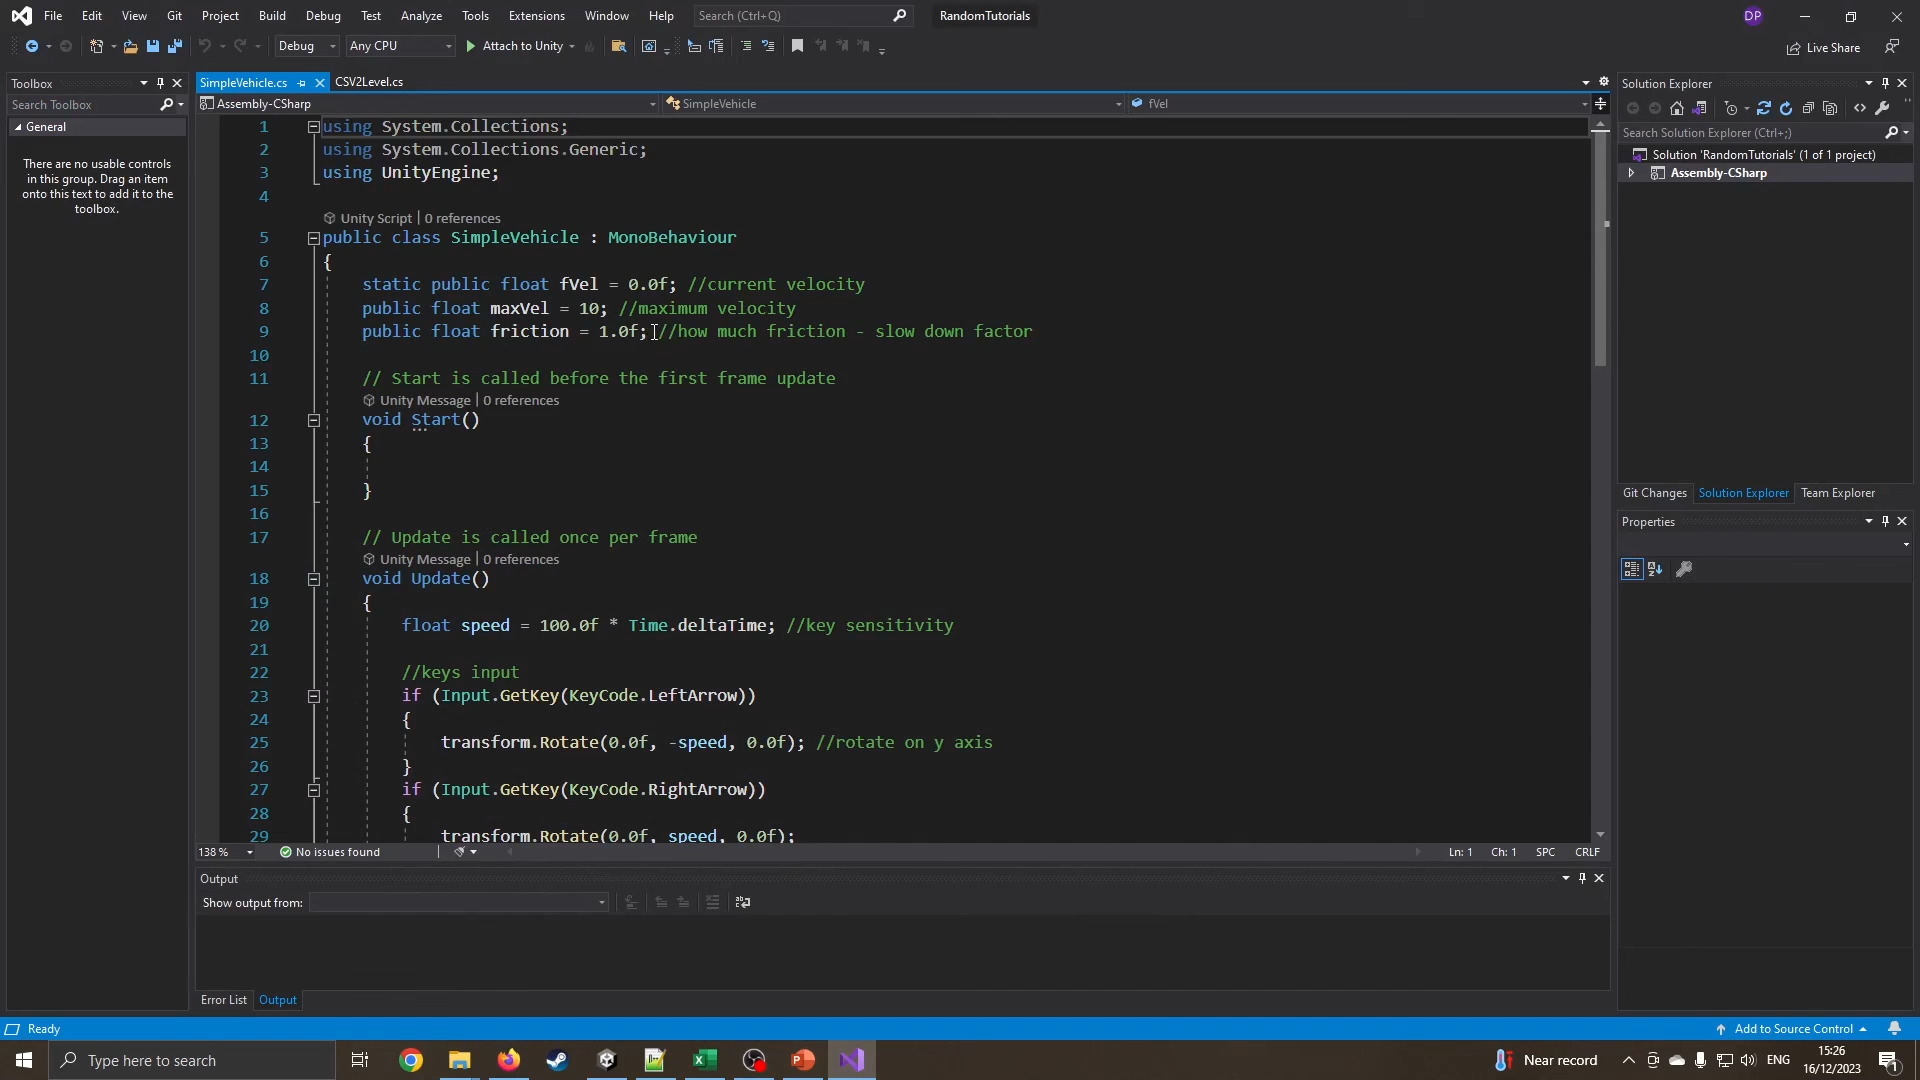 File Edit View Git Project Build Debug Test Analyze Tools Extensions Window Help Search (Ctrl+Q) RandomTutorials DP
Debug Any CPU Attach to Unity Live Share
Toolbox
Search Toolbox
General
There are no usable controls
in this group. Drag an item
onto this text to add it to the
toolbox.
SimpleVehicle.cs CSV2Level.cs
Assembly-CSharp SimpleVehicle fVel
1 using System.Collections;
2 using System.Collections.Generic;
3 using UnityEngine;
4
Unity Script | 0 references
5 public class SimpleVehicle : MonoBehaviour
6 {
7 static public float fVel = 0.0f; //current velocity
8 public float maxVel = 10; //maximum velocity
9 public float friction = 1.0f; //how much friction - slow down factor
10
11 // Start is called before the first frame update
Unity Message | 0 references
12 void Start()
13 {
14
15 }
16
17 // Update is called once per frame
Unity Message | 0 references
18 void Update()
19 {
20 float speed = 100.0f * Time.deltaTime; //key sensitivity
21
22 //keys input
23 if (Input.GetKey(KeyCode.LeftArrow))
24 {
25 transform.Rotate(0.0f, -speed, 0.0f); //rotate on y axis
26 }
27 if (Input.GetKey(KeyCode.RightArrow))
28 {
29 transform.Rotate(0.0f, speed, 0.0f);
138 % No issues found Ln: 1 Ch: 1 SPC CRLF
Output
Show output from:
Error List Output
Solution Explorer
Search Solution Explorer (Ctrl+;)
Solution 'RandomTutorials' (1 of 1 project)
Assembly-CSharp
Git Changes Solution Explorer Team Explorer
Properties
Ready Add to Source Control
Type here to search Near record ENG 15:26
16/12/2023